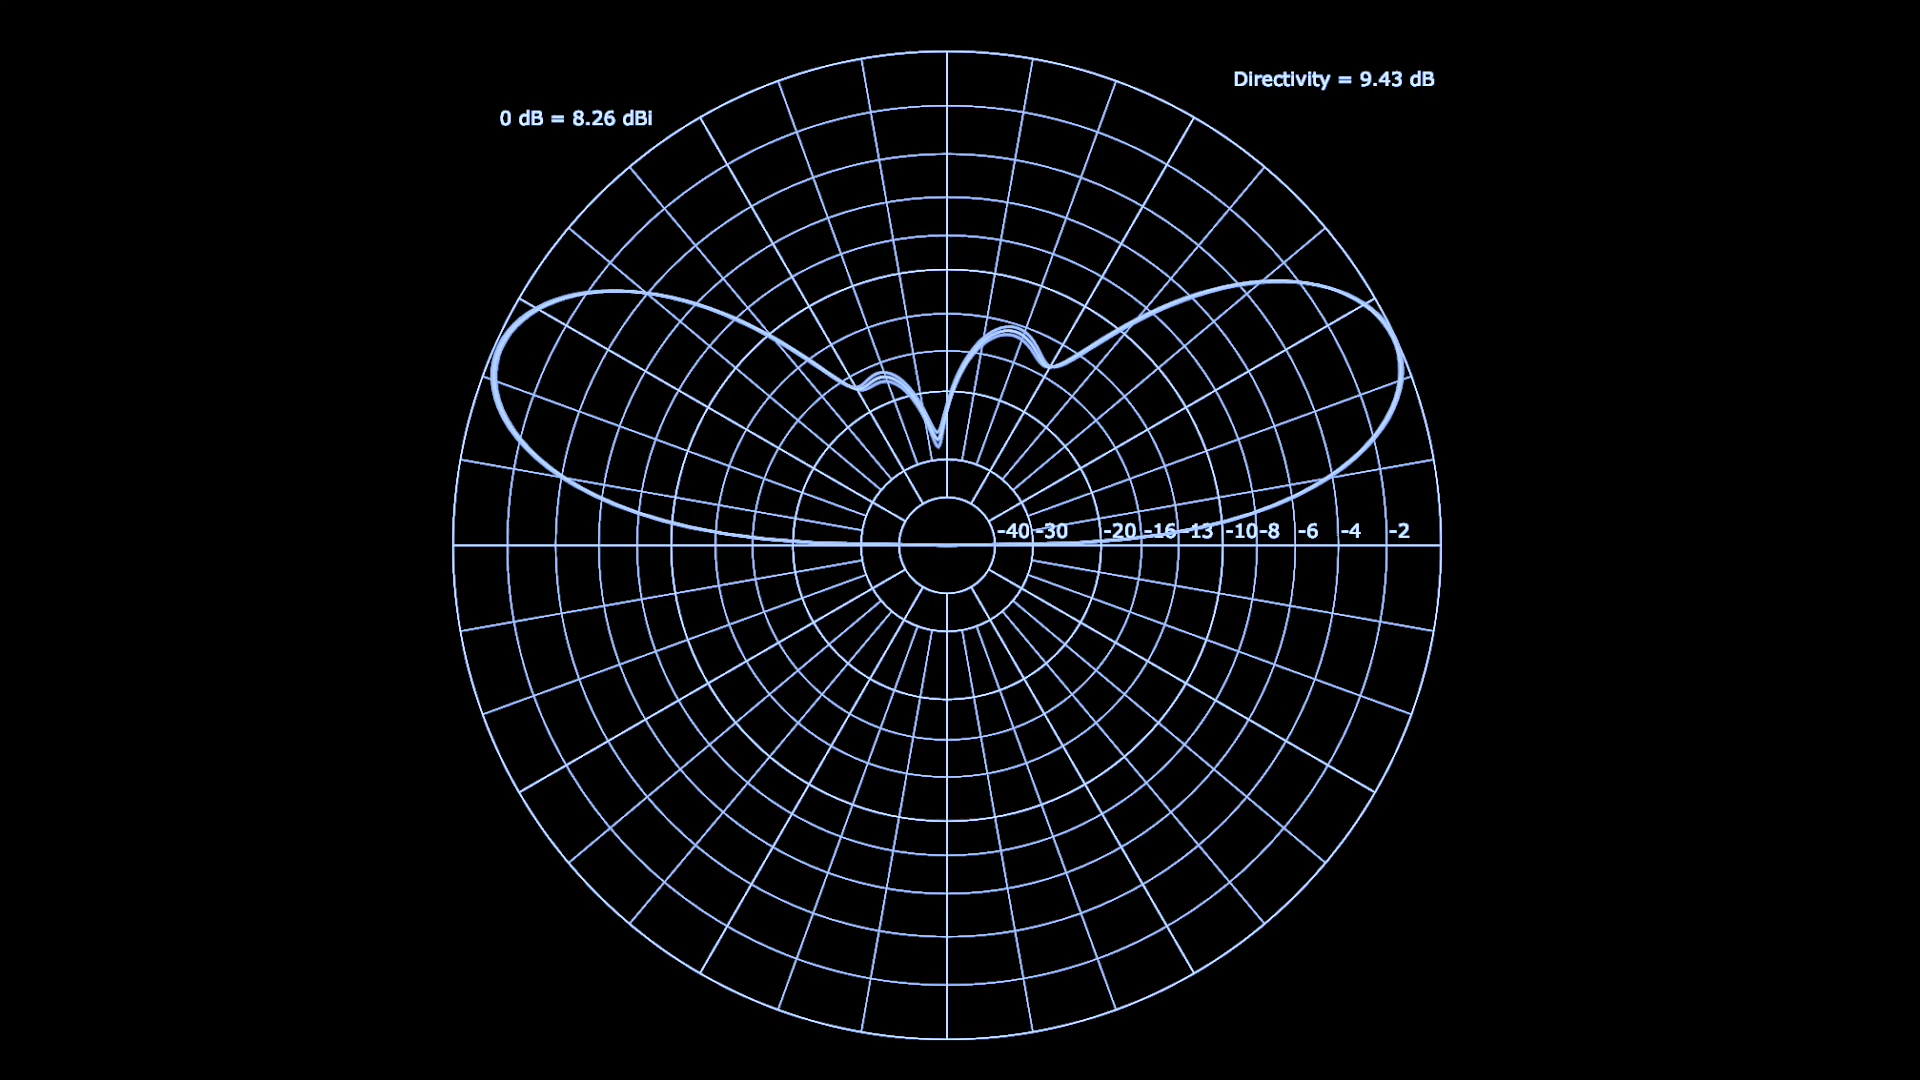 Directivity = 9.43 dB
0 dB = 8.26 dBi
-40 -30 -20 -16 -13 -10 -8 -6 -4 -2